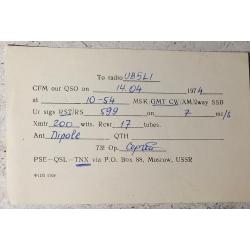 To radio UB5LI
CFM our QSO on 14.04 1974
at 10-54 MSK/GMT CW/XM/2way SSB
Ur sigs RST/RS 599 on 7 mc/s
Xmtr 200 wtts. Rcvr 17 tubes.
Ant Dipole QTH
73! Op. Сергей
PSE-QSL-TNX via P.O. Box 88, Moscow, USSR